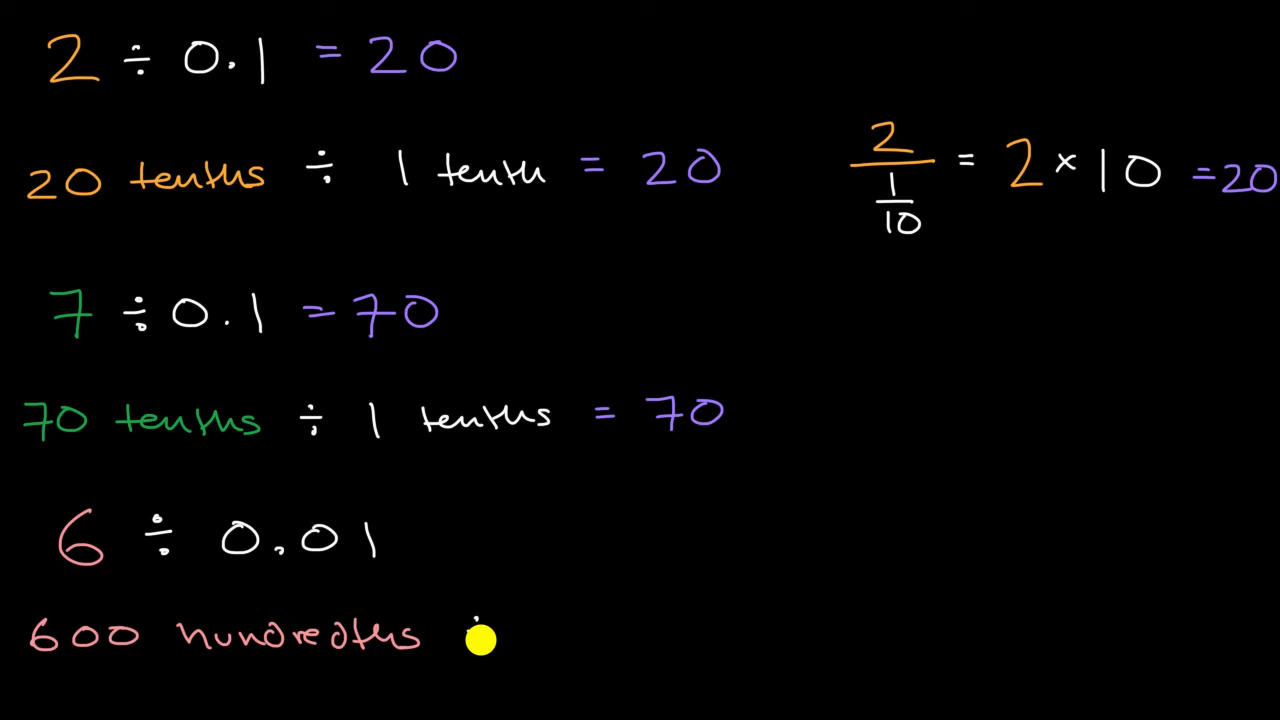 2 ÷ 0.1 = 20
20 tenths ÷ 1 tenth = 20
2 / 1/10 = 2 × 10 = 20
7 ÷ 0.1 = 70
70 tenths ÷ 1 tenths = 70
6 ÷ 0.01
600 hundredths